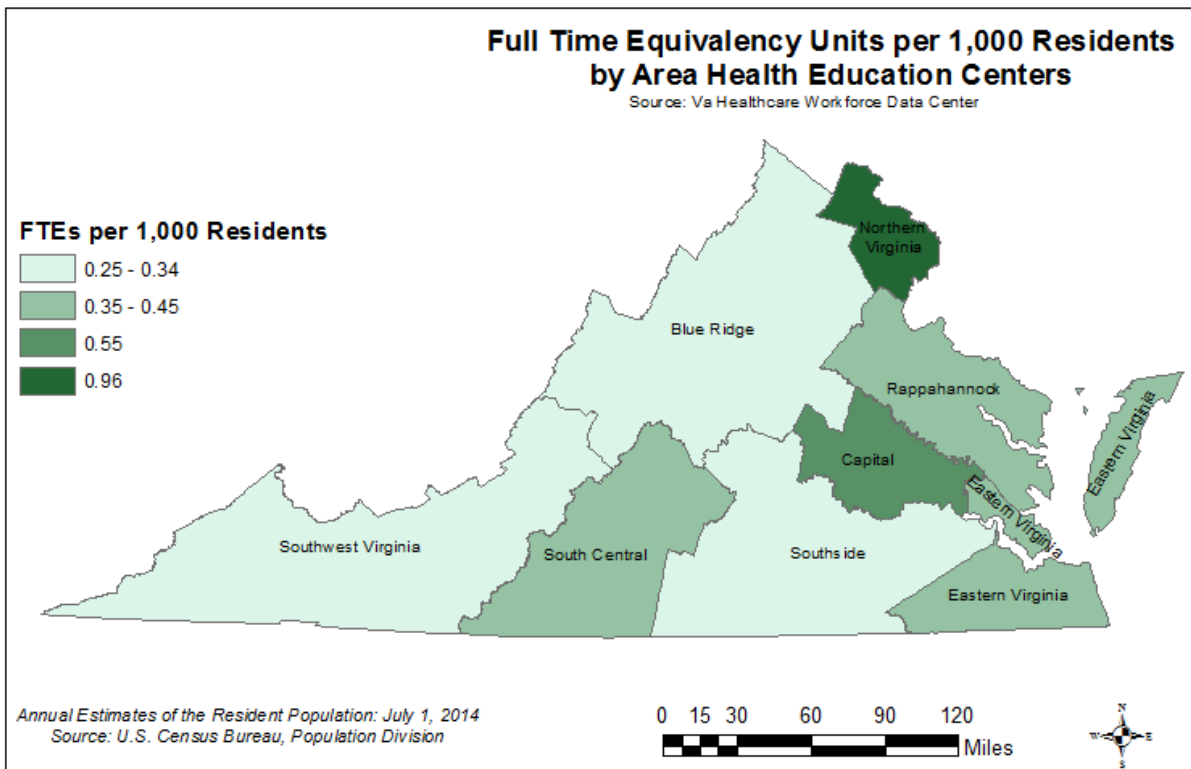 Full Time Equivalency Units per 1,000 Residents
by Area Health Education Centers
Source: Va Healthcare Workforce Data Center
FTEs per 1,000 Residents
0.25 - 0.34
0.35 - 0.45
0.55
0.96
Northern
Virginia
Blue Ridge
Rappahannock
Eastern Virginia
Capital
Eastern Virginia
Southwest Virginia
South Central
Southside
Eastern Virginia
Annual Estimates of the Resident Population: July 1, 2014
Source: U.S. Census Bureau, Population Division
0 15 30 60 90 120
Miles
N
W E
S